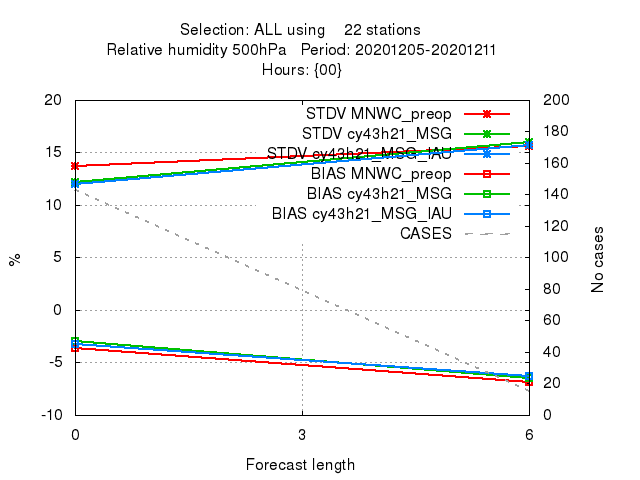 Selection: ALL using 22 stations
Relative humidity 500hPa Period: 20201205-20201211
Hours: {00}
20
15
10
5
0
-5
-10
%
200
180
160
140
120
100
80
60
40
20
0
No cases
STDV MNWC_preop
STDV cy43h21_MSG
STDV cy43h21_MSG_IAU
BIAS MNWC_preop
BIAS cy43h21_MSG
BIAS cy43h21_MSG_IAU
CASES
0 3 6
Forecast length